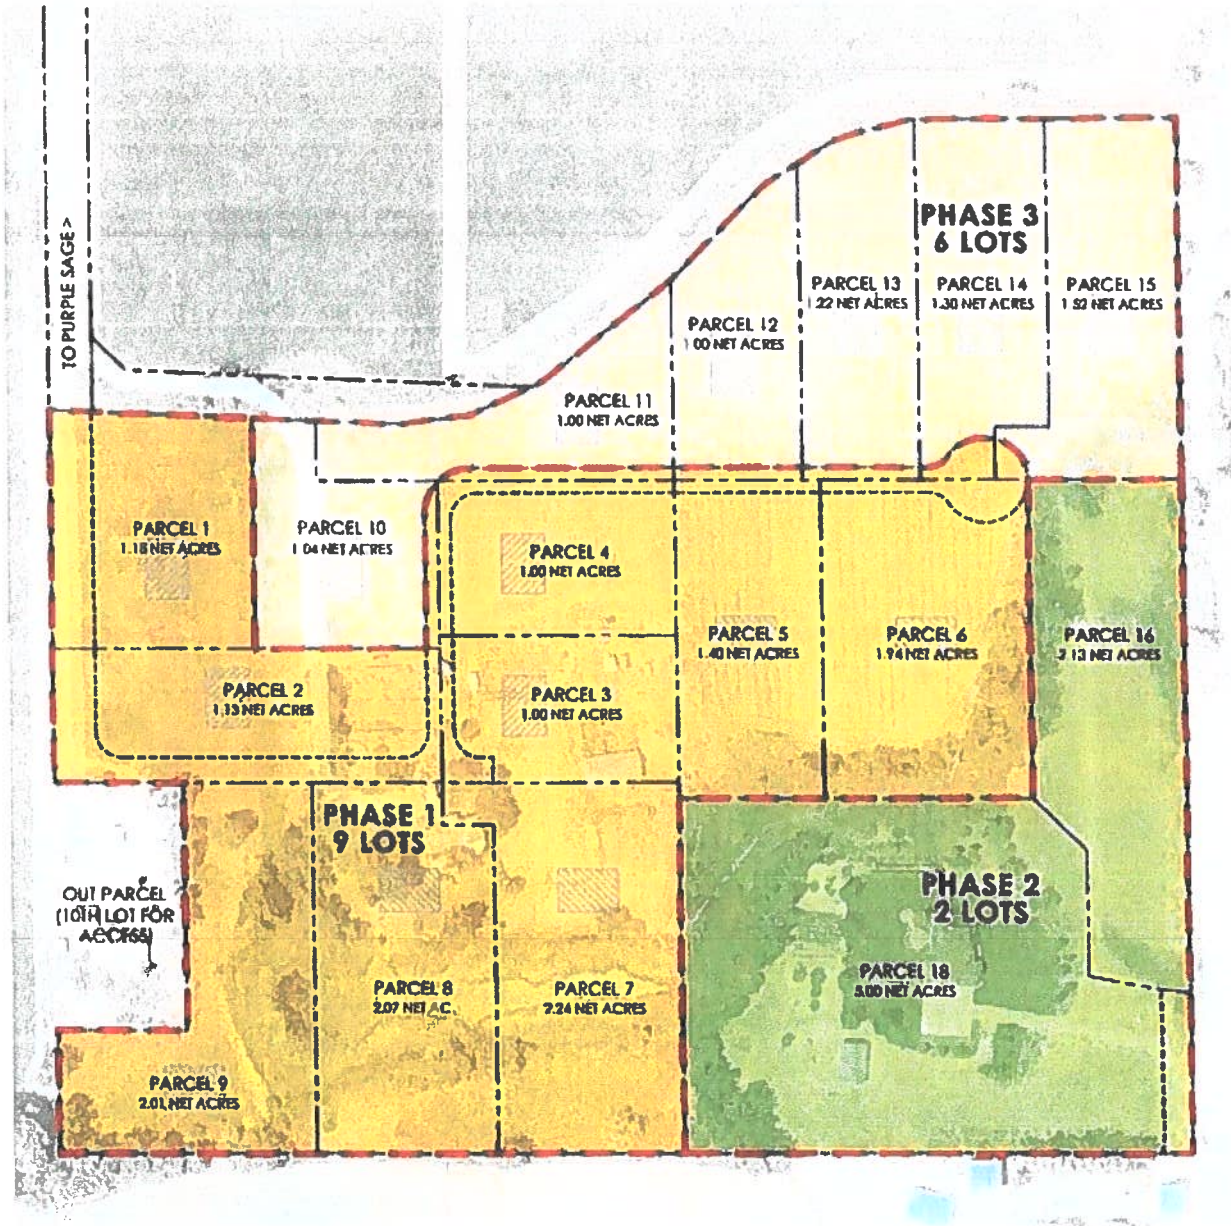 TO PURPLE SAGE >
PHASE 3
6 LOTS
PARCEL 13
1.22 NET ACRES
PARCEL 14
1.30 NET ACRES
PARCEL 15
1.52 NET ACRES
PARCEL 12
1.00 NET ACRES
PARCEL 11
1.00 NET ACRES
PARCEL 1
1.18 NET ACRES
PARCEL 10
1.04 NET ACRES
PARCEL 4
1.00 NET ACRES
PARCEL 5
1.40 NET ACRES
PARCEL 6
1.94 NET ACRES
PARCEL 16
2.13 NET ACRES
PARCEL 2
1.13 NET ACRES
PARCEL 3
1.00 NET ACRES
PHASE 1
9 LOTS
OUT PARCEL
(10TH LOT FOR
ACCESS)
PHASE 2
2 LOTS
PARCEL 18
5.00 NET ACRES
PARCEL 8
2.07 NET AC.
PARCEL 7
2.24 NET ACRES
PARCEL 9
2.01 NET ACRES